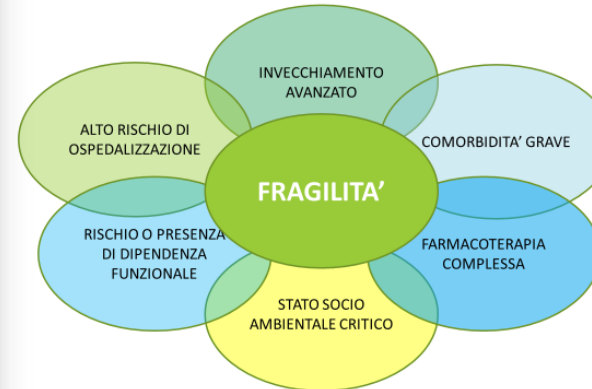 INVECCHIAMENTO
AVANZATO
ALTO RISCHIO DI
OSPEDALIZZAZIONE
COMORBIDITA’ GRAVE
FRAGILITA’
RISCHIO O PRESENZA
DI DIPENDENZA
FUNZIONALE
FARMACOTERAPIA
COMPLESSA
STATO SOCIO
AMBIENTALE CRITICO